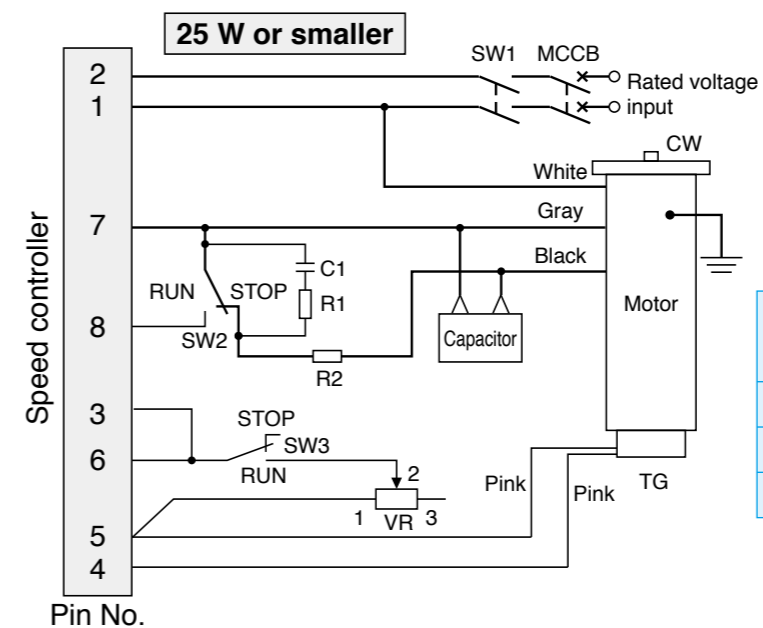 25 W or smaller
SW1 MCCB
2
Rated voltage
1
input
CW
White
7
Gray
Black
C1
RUN STOP
R1
Motor
8
SW2
Capacitor
R2
Speed controller
3
STOP
SW3
6
RUN
2
Pink
Pink
TG
1 VR 3
5
4
Pin No.